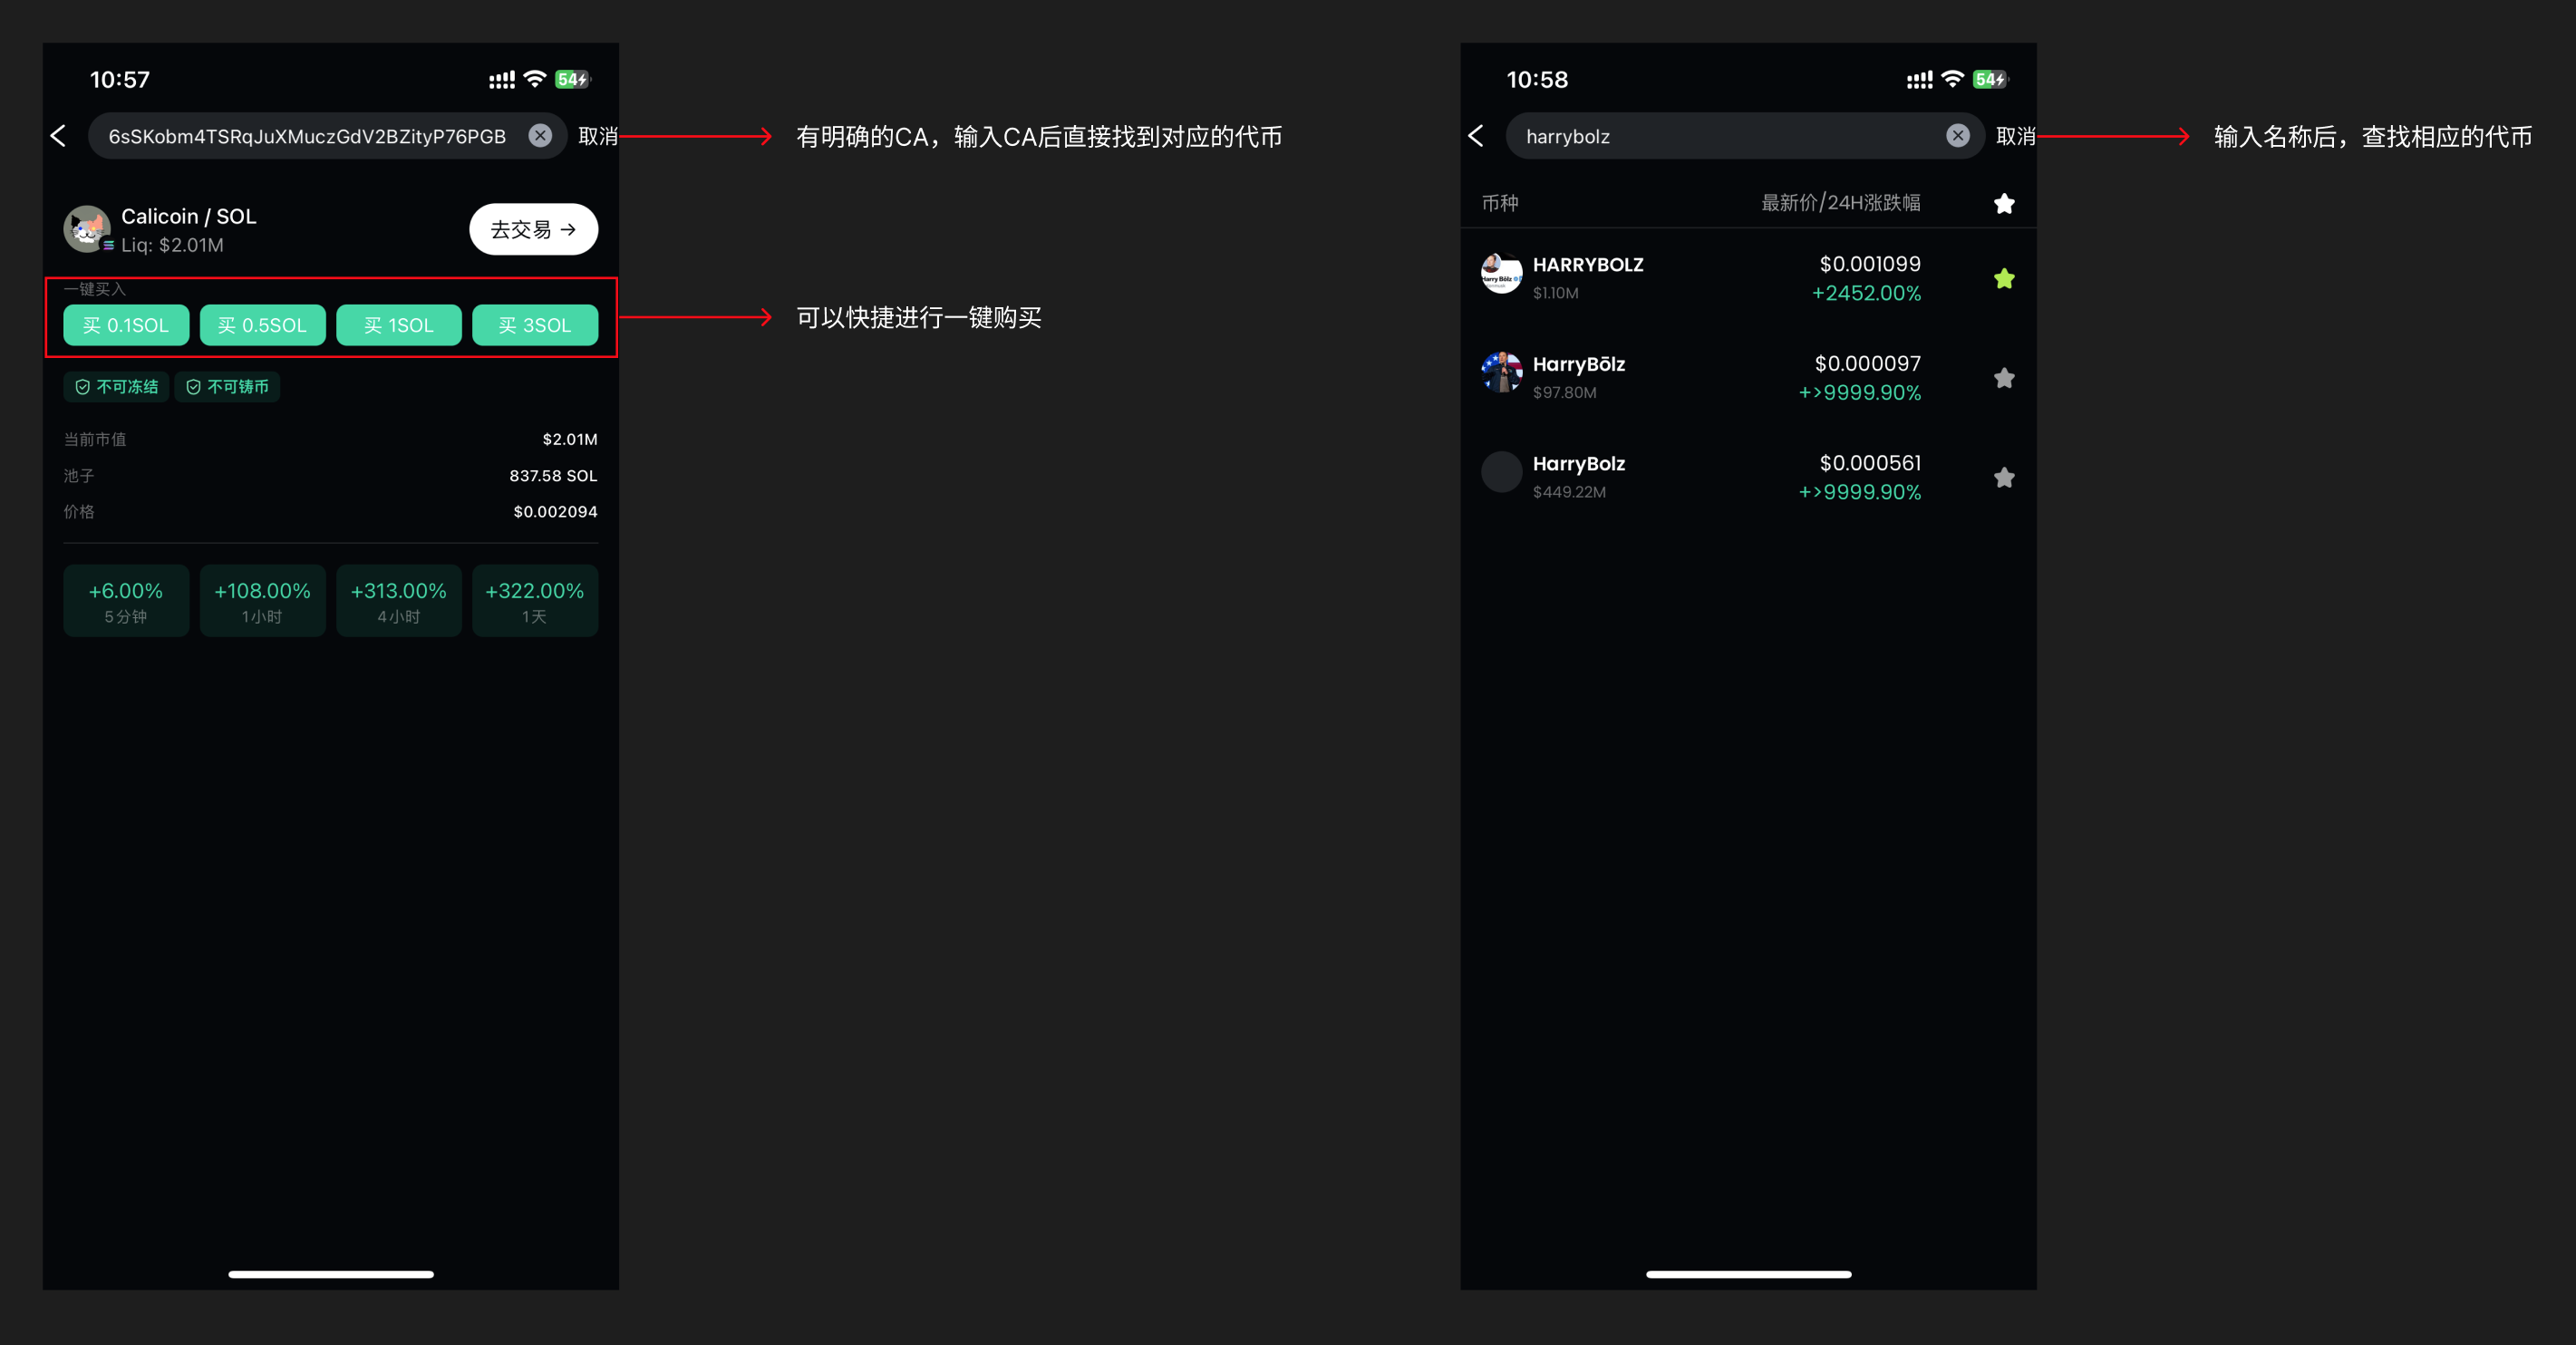 10:57
54
6sSKobm4TSRqJuXMuczGdV2BZityP76PGB
取消
有明确的CA，输入CA后直接找到对应的代币
Calicoin / SOL
Liq: $2.01M
去交易 →
一键买入
买 0.1SOL
买 0.5SOL
买 1SOL
买 3SOL
可以快捷进行一键购买
不可冻结
不可铸币
当前市值
$2.01M
池子
837.58 SOL
价格
$0.002094
+6.00%
5分钟
+108.00%
1小时
+313.00%
4小时
+322.00%
1天
10:58
54
harrybolz
取消
输入名称后，查找相应的代币
币种
最新价/24H涨跌幅
HARRYBOLZ
$1.10M
$0.001099
+2452.00%
HarryBōlz
$97.80M
$0.000097
+>9999.90%
HarryBolz
$449.22M
$0.000561
+>9999.90%